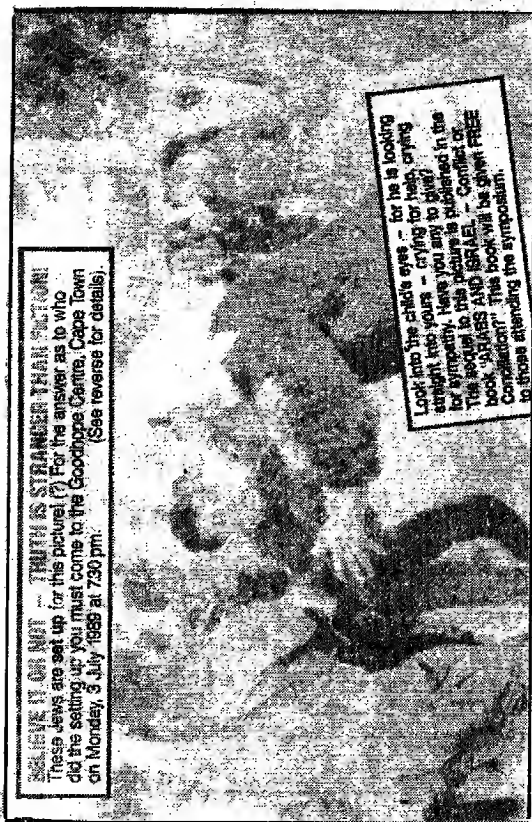 BELIEVE IT OR NOT – TRUTH IS STRANGER THAN FICTION!
These Jews are set up for this picture! (?) For the answer as to who
did the setting up you must come to the Goodhope Centre, Cape Town
on Monday, 3 July 1989 at 7.30 pm. (See reverse for details).
Look into the child's eyes – for he is looking
straight into yours – crying for help, crying
for sympathy. Have you any to give?
The sequel to this picture is published in the
book "ARABS AND ISRAEL – Conflict or
Conciliation?" This book will be given FREE
to those attending the symposium.